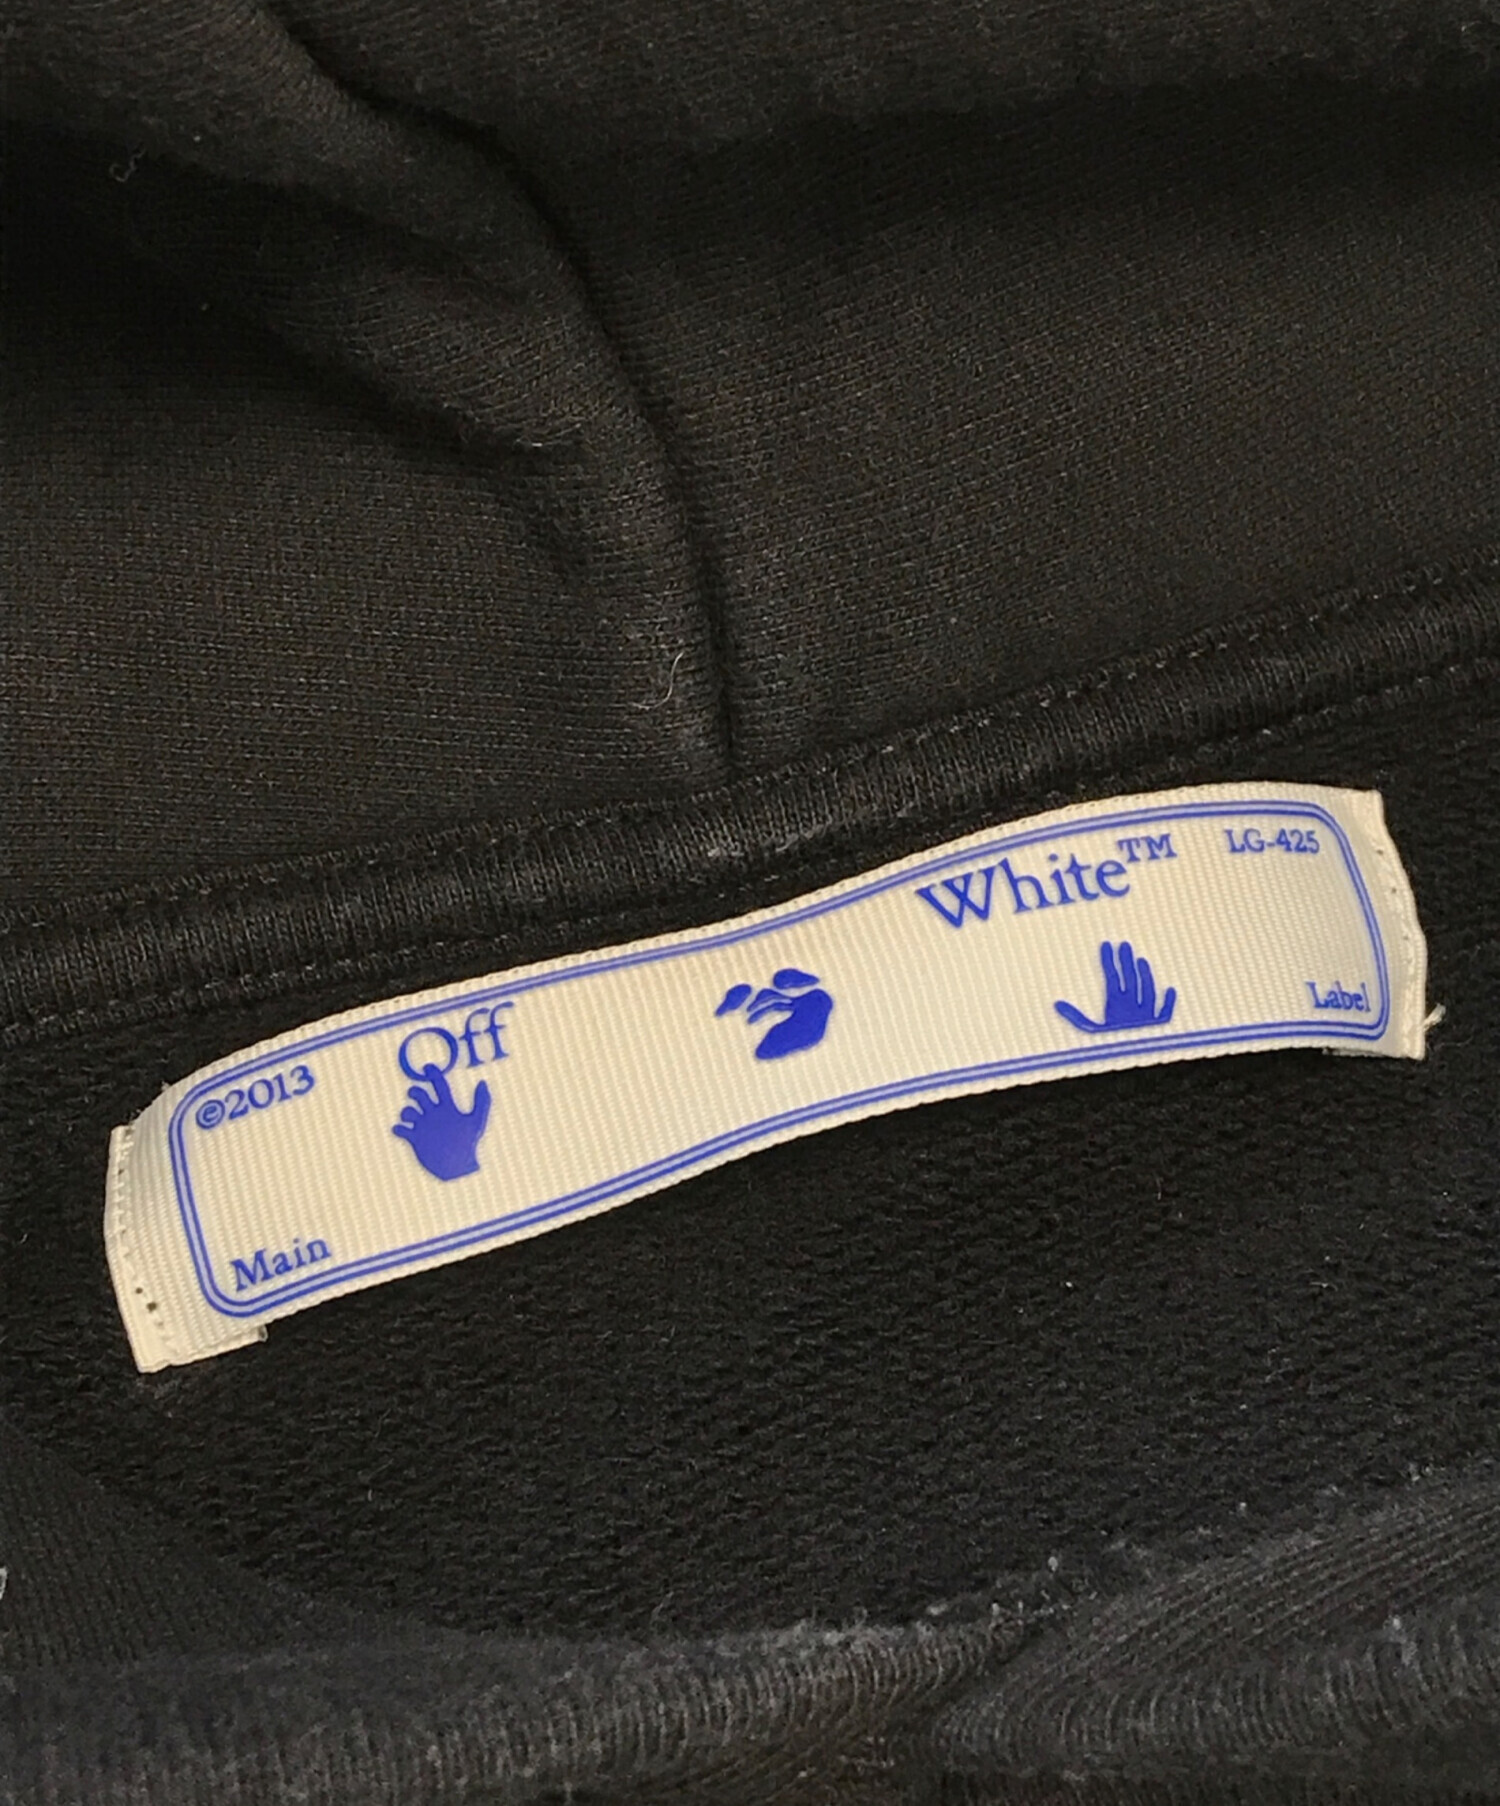 ©2013 Off White™ LG-425
Main Label